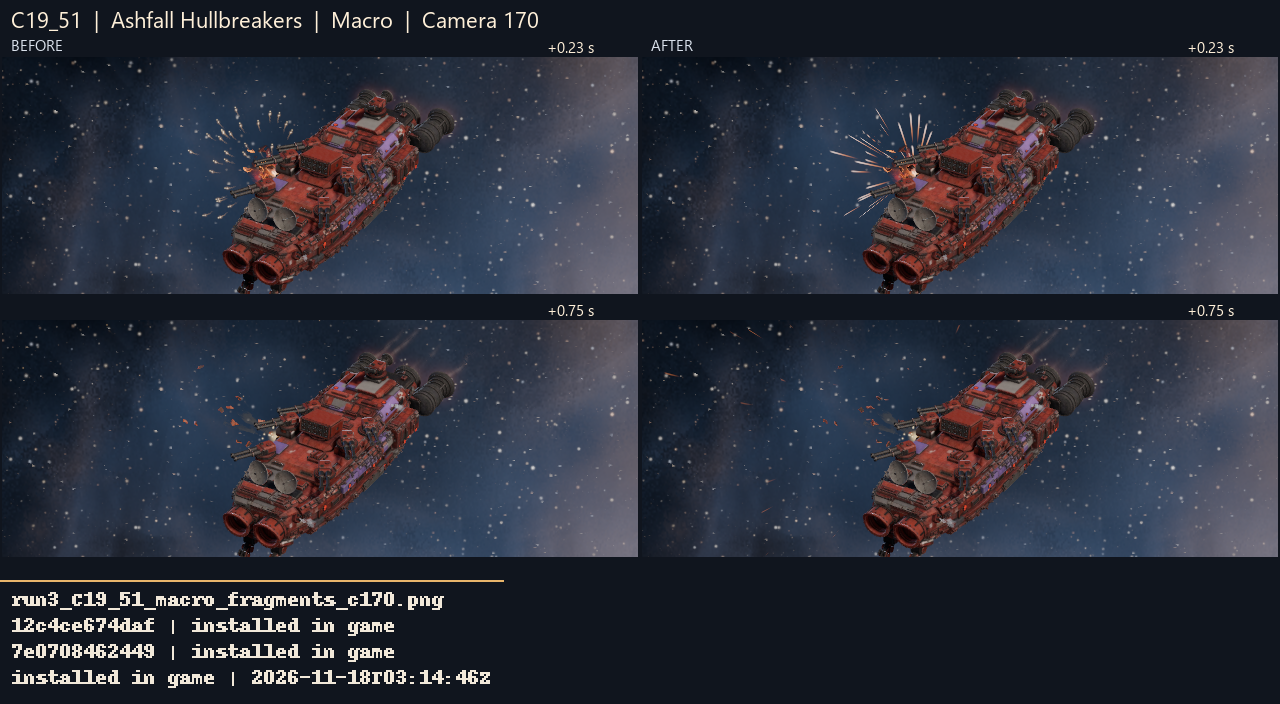 C19_51 | Ashfall Hullbreakers | Macro | Camera 170
BEFORE +0.23 s AFTER +0.23 s
+0.75 s +0.75 s
run3_C19_51_macro_fragments_c170.png
12c4ce674daf | installed in game
7e0708462449 | installed in game
installed in game | 2026-11-18T03:14:46Z